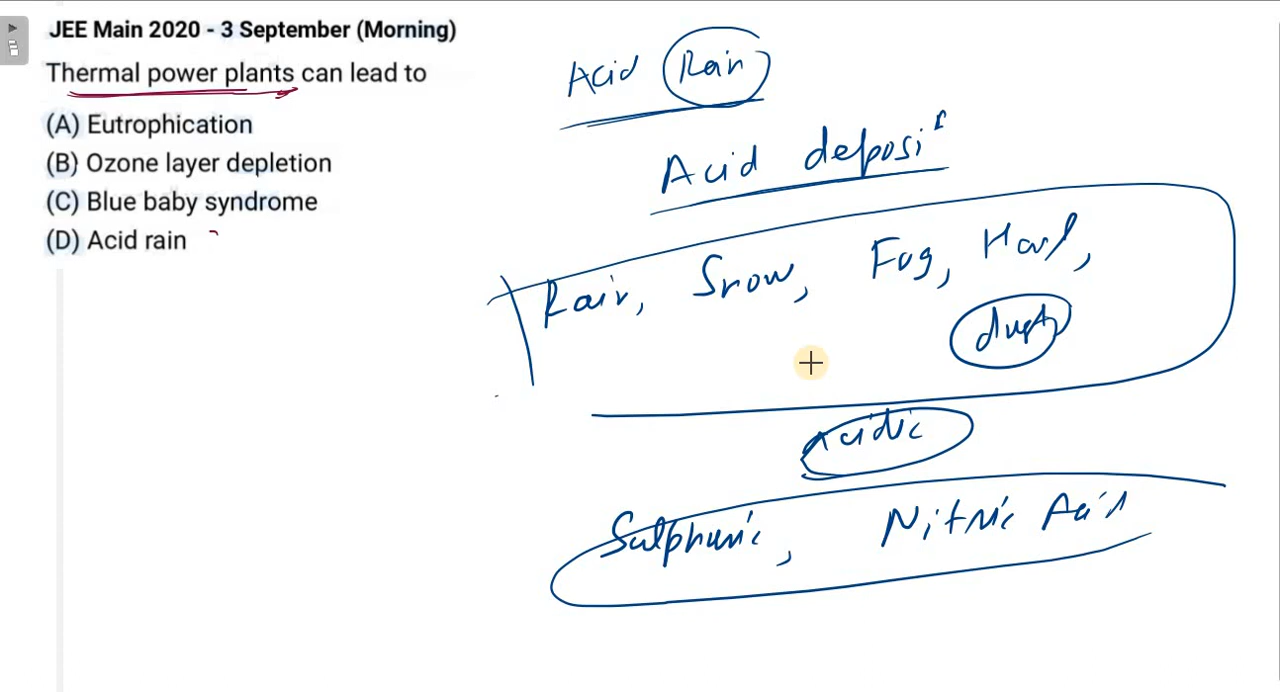 JEE Main 2020 - 3 September (Morning)
Thermal power plants can lead to
(A) Eutrophication
(B) Ozone layer depletion
(C) Blue baby syndrome
(D) Acid rain
Acid Rain
Acid deposi
Rain, Snow, Fog, Hail,
dust
Acidic
Sulphuric, Nitric Acid